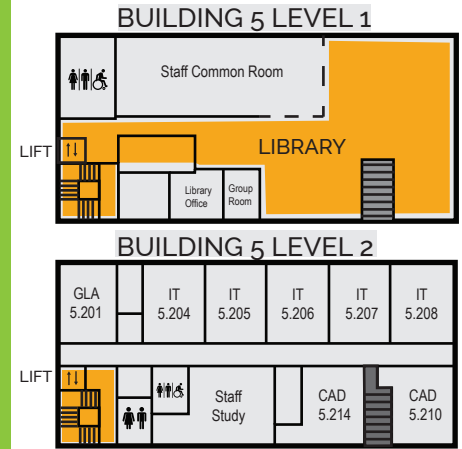 BUILDING 5 LEVEL 1
Staff Common Room
LIFT
LIBRARY
Library
Office
Group
Room
BUILDING 5 LEVEL 2
GLA
5.201
IT
5.204
IT
5.205
IT
5.206
IT
5.207
IT
5.208
LIFT
Staff
Study
CAD
5.214
CAD
5.210